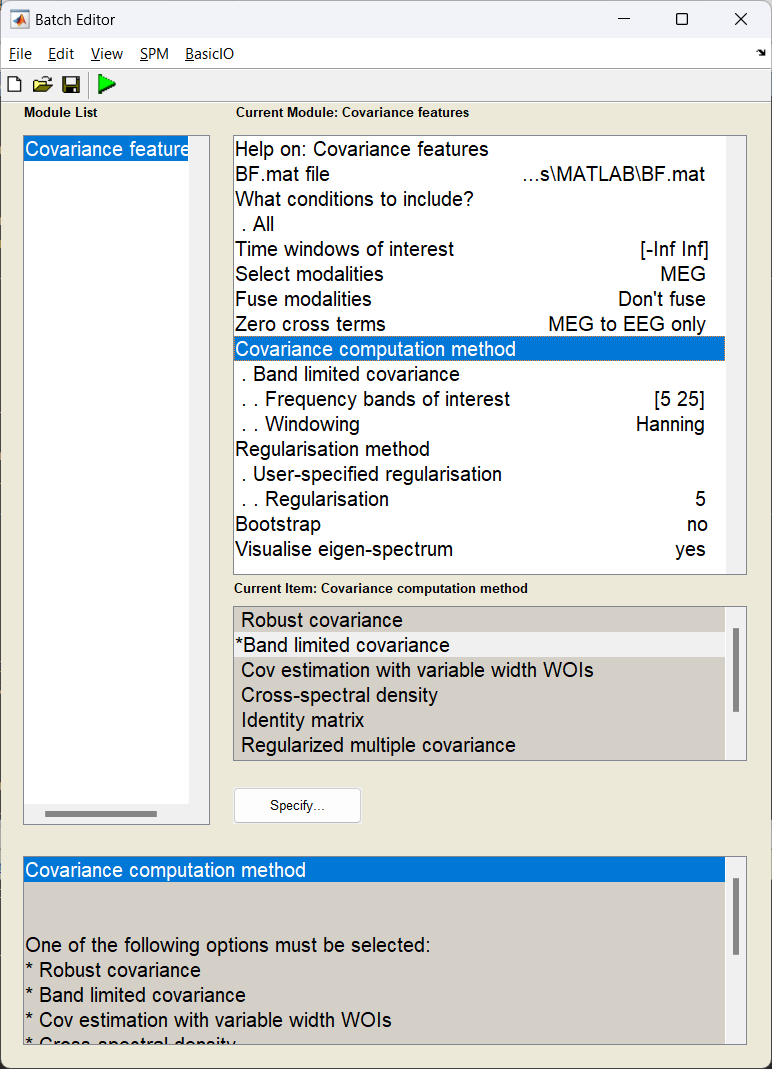 Batch Editor
File Edit View SPM BasicIO
Module List
Current Module: Covariance features
Covariance feature
Help on: Covariance features
BF.mat file ...s\MATLAB\BF.mat
What conditions to include?
. All
Time windows of interest [-Inf Inf]
Select modalities MEG
Fuse modalities Don't fuse
Zero cross terms MEG to EEG only
Covariance computation method
. Band limited covariance
. . Frequency bands of interest [5 25]
. . Windowing Hanning
Regularisation method
. User-specified regularisation
. . Regularisation 5
Bootstrap no
Visualise eigen-spectrum yes
Current Item: Covariance computation method
Robust covariance
*Band limited covariance
Cov estimation with variable width WOIs
Cross-spectral density
Identity matrix
Regularized multiple covariance
Specify...
Covariance computation method
One of the following options must be selected:
* Robust covariance
* Band limited covariance
* Cov estimation with variable width WOIs
* Cross-spectral density